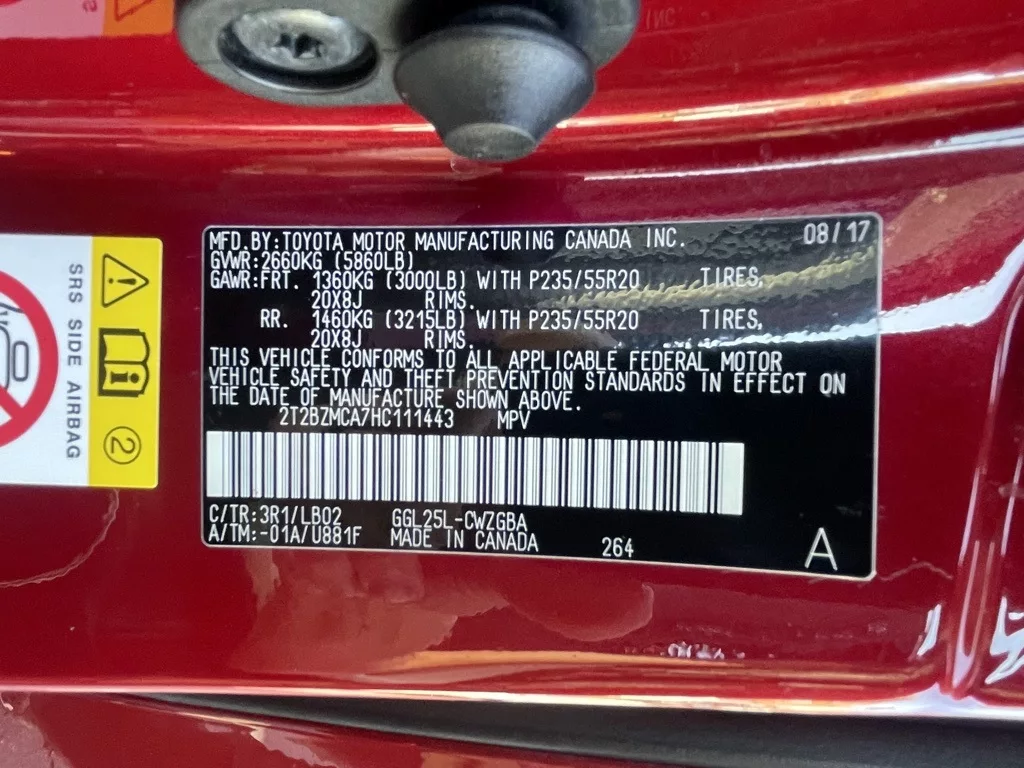 MFD.BY:TOYOTA MOTOR MANUFACTURING CANADA INC. 08/17
GVWR:2660KG (5860LB)
GAWR:FRT. 1360KG (3000LB) WITH P235/55R20 TIRES,
20X8J RIMS.
RR. 1460KG (3215LB) WITH P235/55R20 TIRES,
20X8J RIMS.
THIS VEHICLE CONFORMS TO ALL APPLICABLE FEDERAL MOTOR
VEHICLE SAFETY AND THEFT PREVENTION STANDARDS IN EFFECT ON
THE DATE OF MANUFACTURE SHOWN ABOVE.
2T2BZMCA7HC111443 MPV
C/TR:3R1/LB02 GGL25L-CWZGBA
A/TM:-01A/U881F MADE IN CANADA 264 A
SRS SIDE AIRBAG
2